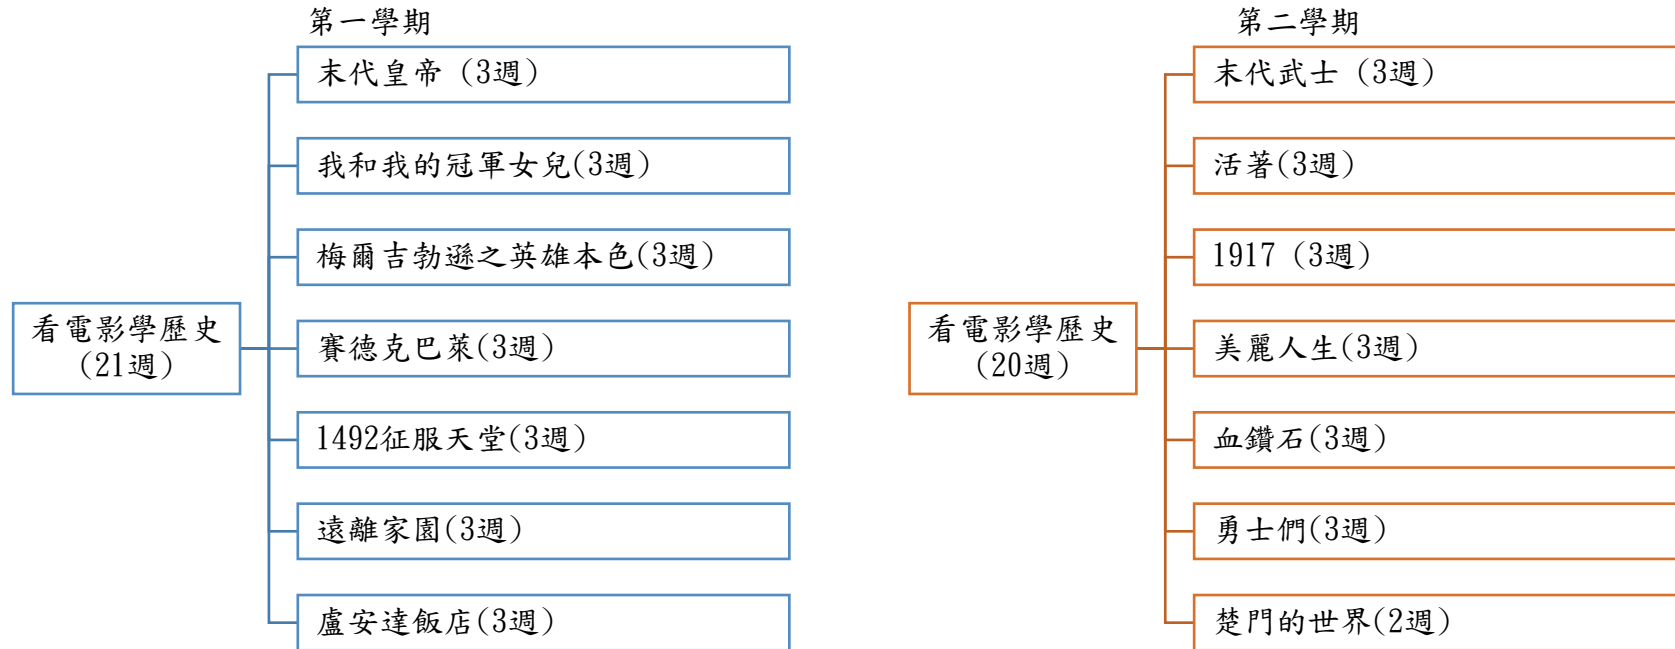 第一學期
看電影學歷史
(21週)
末代皇帝 (3週)
我和我的冠軍女兒(3週)
梅爾吉勃遜之英雄本色(3週)
賽德克巴萊(3週)
1492征服天堂(3週)
遠離家園(3週)
盧安達飯店(3週)
第二學期
看電影學歷史
(20週)
末代武士 (3週)
活著(3週)
1917 (3週)
美麗人生(3週)
血鑽石(3週)
勇士們(3週)
楚門的世界(2週)